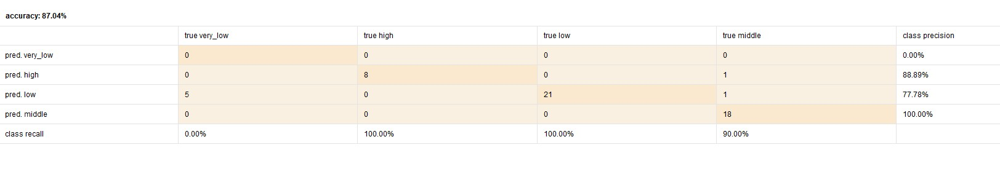 accuracy: 87.04%
true very_low true high true low true middle class precision
pred. very_low 0 0 0 0 0.00%
pred. high 0 8 0 1 88.89%
pred. low 5 0 21 1 77.78%
pred. middle 0 0 0 18 100.00%
class recall 0.00% 100.00% 100.00% 90.00%